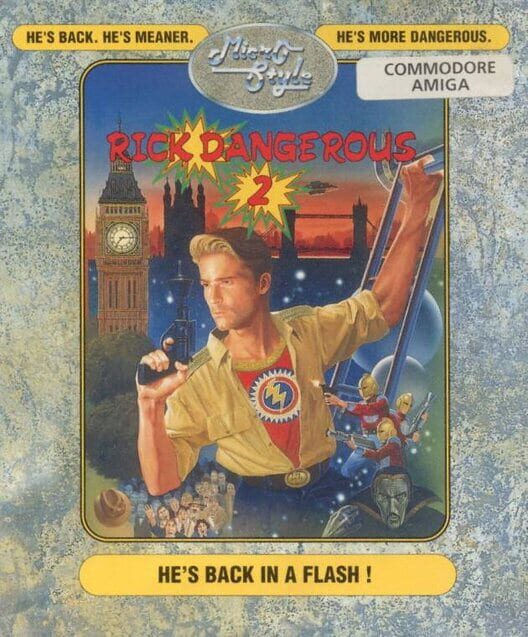 HE'S BACK. HE'S MEANER.
Micro
Style
HE'S MORE DANGEROUS.
COMMODORE
AMIGA
RICK DANGEROUS
2
HE'S BACK IN A FLASH !